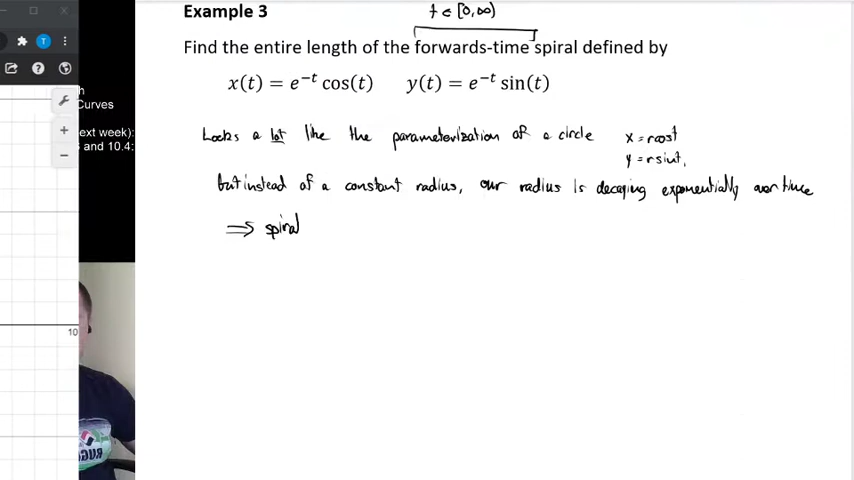 Example 3
t ∈ [0,∞)
Find the entire length of the forwards-time spiral defined by
x(t) = e^{-t} cos(t) y(t) = e^{-t} sin(t)
Looks a lot like the parameterization of a circle x = rcost
y = rsint,
but instead of a constant radius, our radius is decaying exponentially over time
⟹ spiral
T
Curves
ext week):
and 10.4:
10